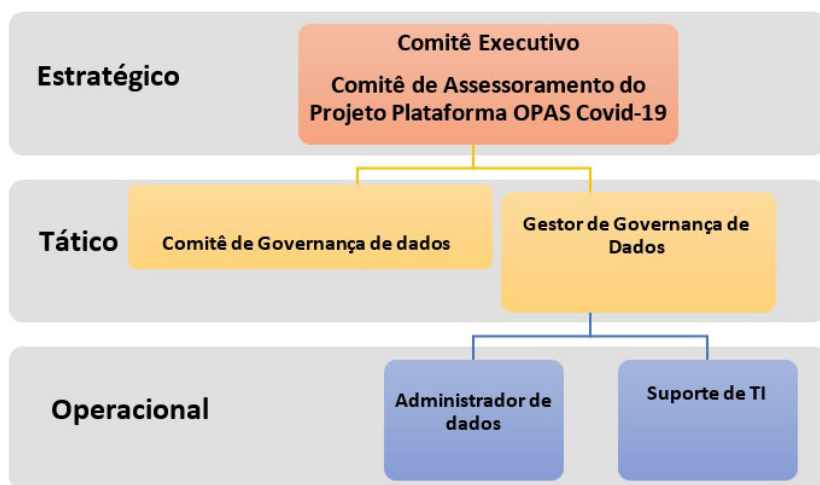 Estratégico
Comitê Executivo
Comitê de Assessoramento do
Projeto Plataforma OPAS Covid-19
Tático
Comitê de Governança de dados
Gestor de Governança de
Dados
Operacional
Administrador de
dados
Suporte de TI